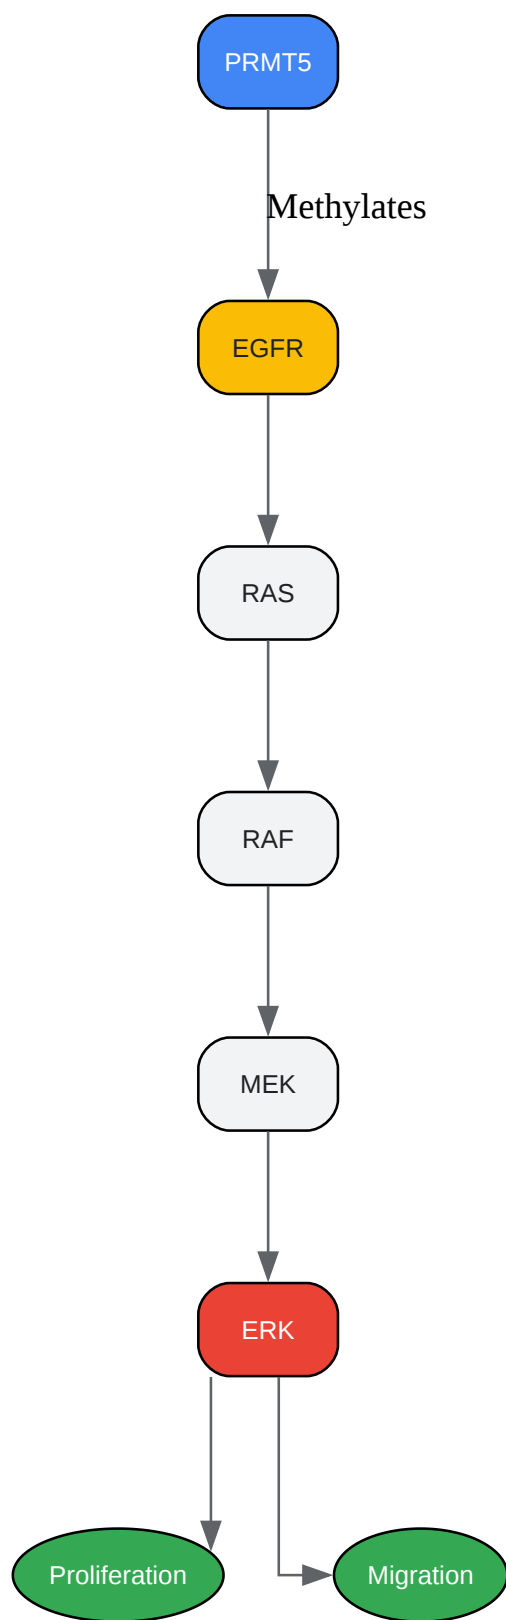 PRMT5
Methylates
EGFR
RAS
RAF
MEK
ERK
Proliferation
Migration